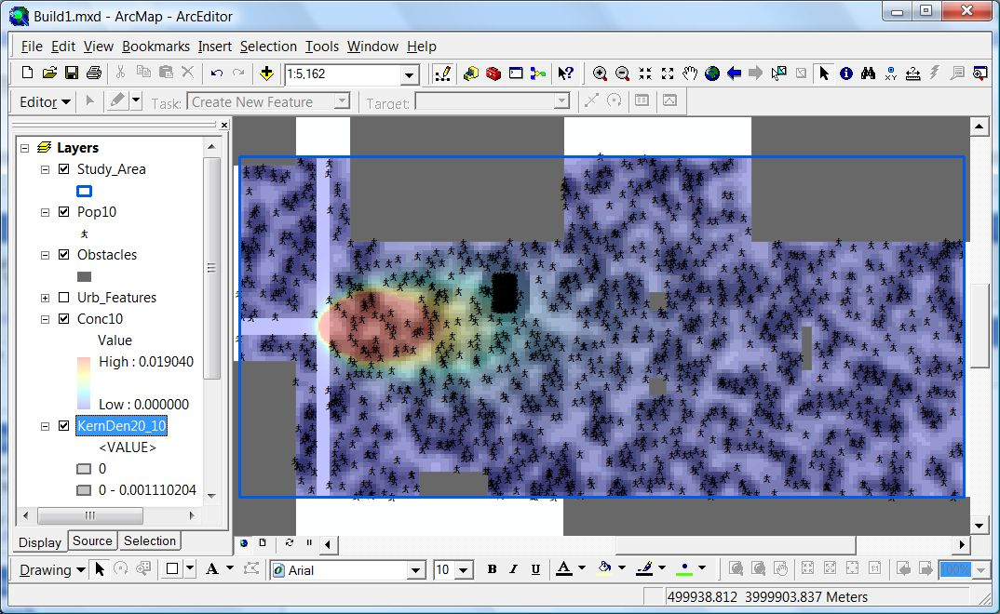 Build1.mxd - ArcMap - ArcEditor
File Edit View Bookmarks Insert Selection Tools Window Help
1:5,162
Editor Task: Create New Feature Target:
Layers
Study_Area
Pop10
Obstacles
Urb_Features
Conc10
Value
High : 0.019040
Low : 0.000000
KernDen20_10
<VALUE>
0
0 - 0.001110204
Display Source Selection
Drawing A Arial 10 B I U A
100%
499938.812 3999903.837 Meters